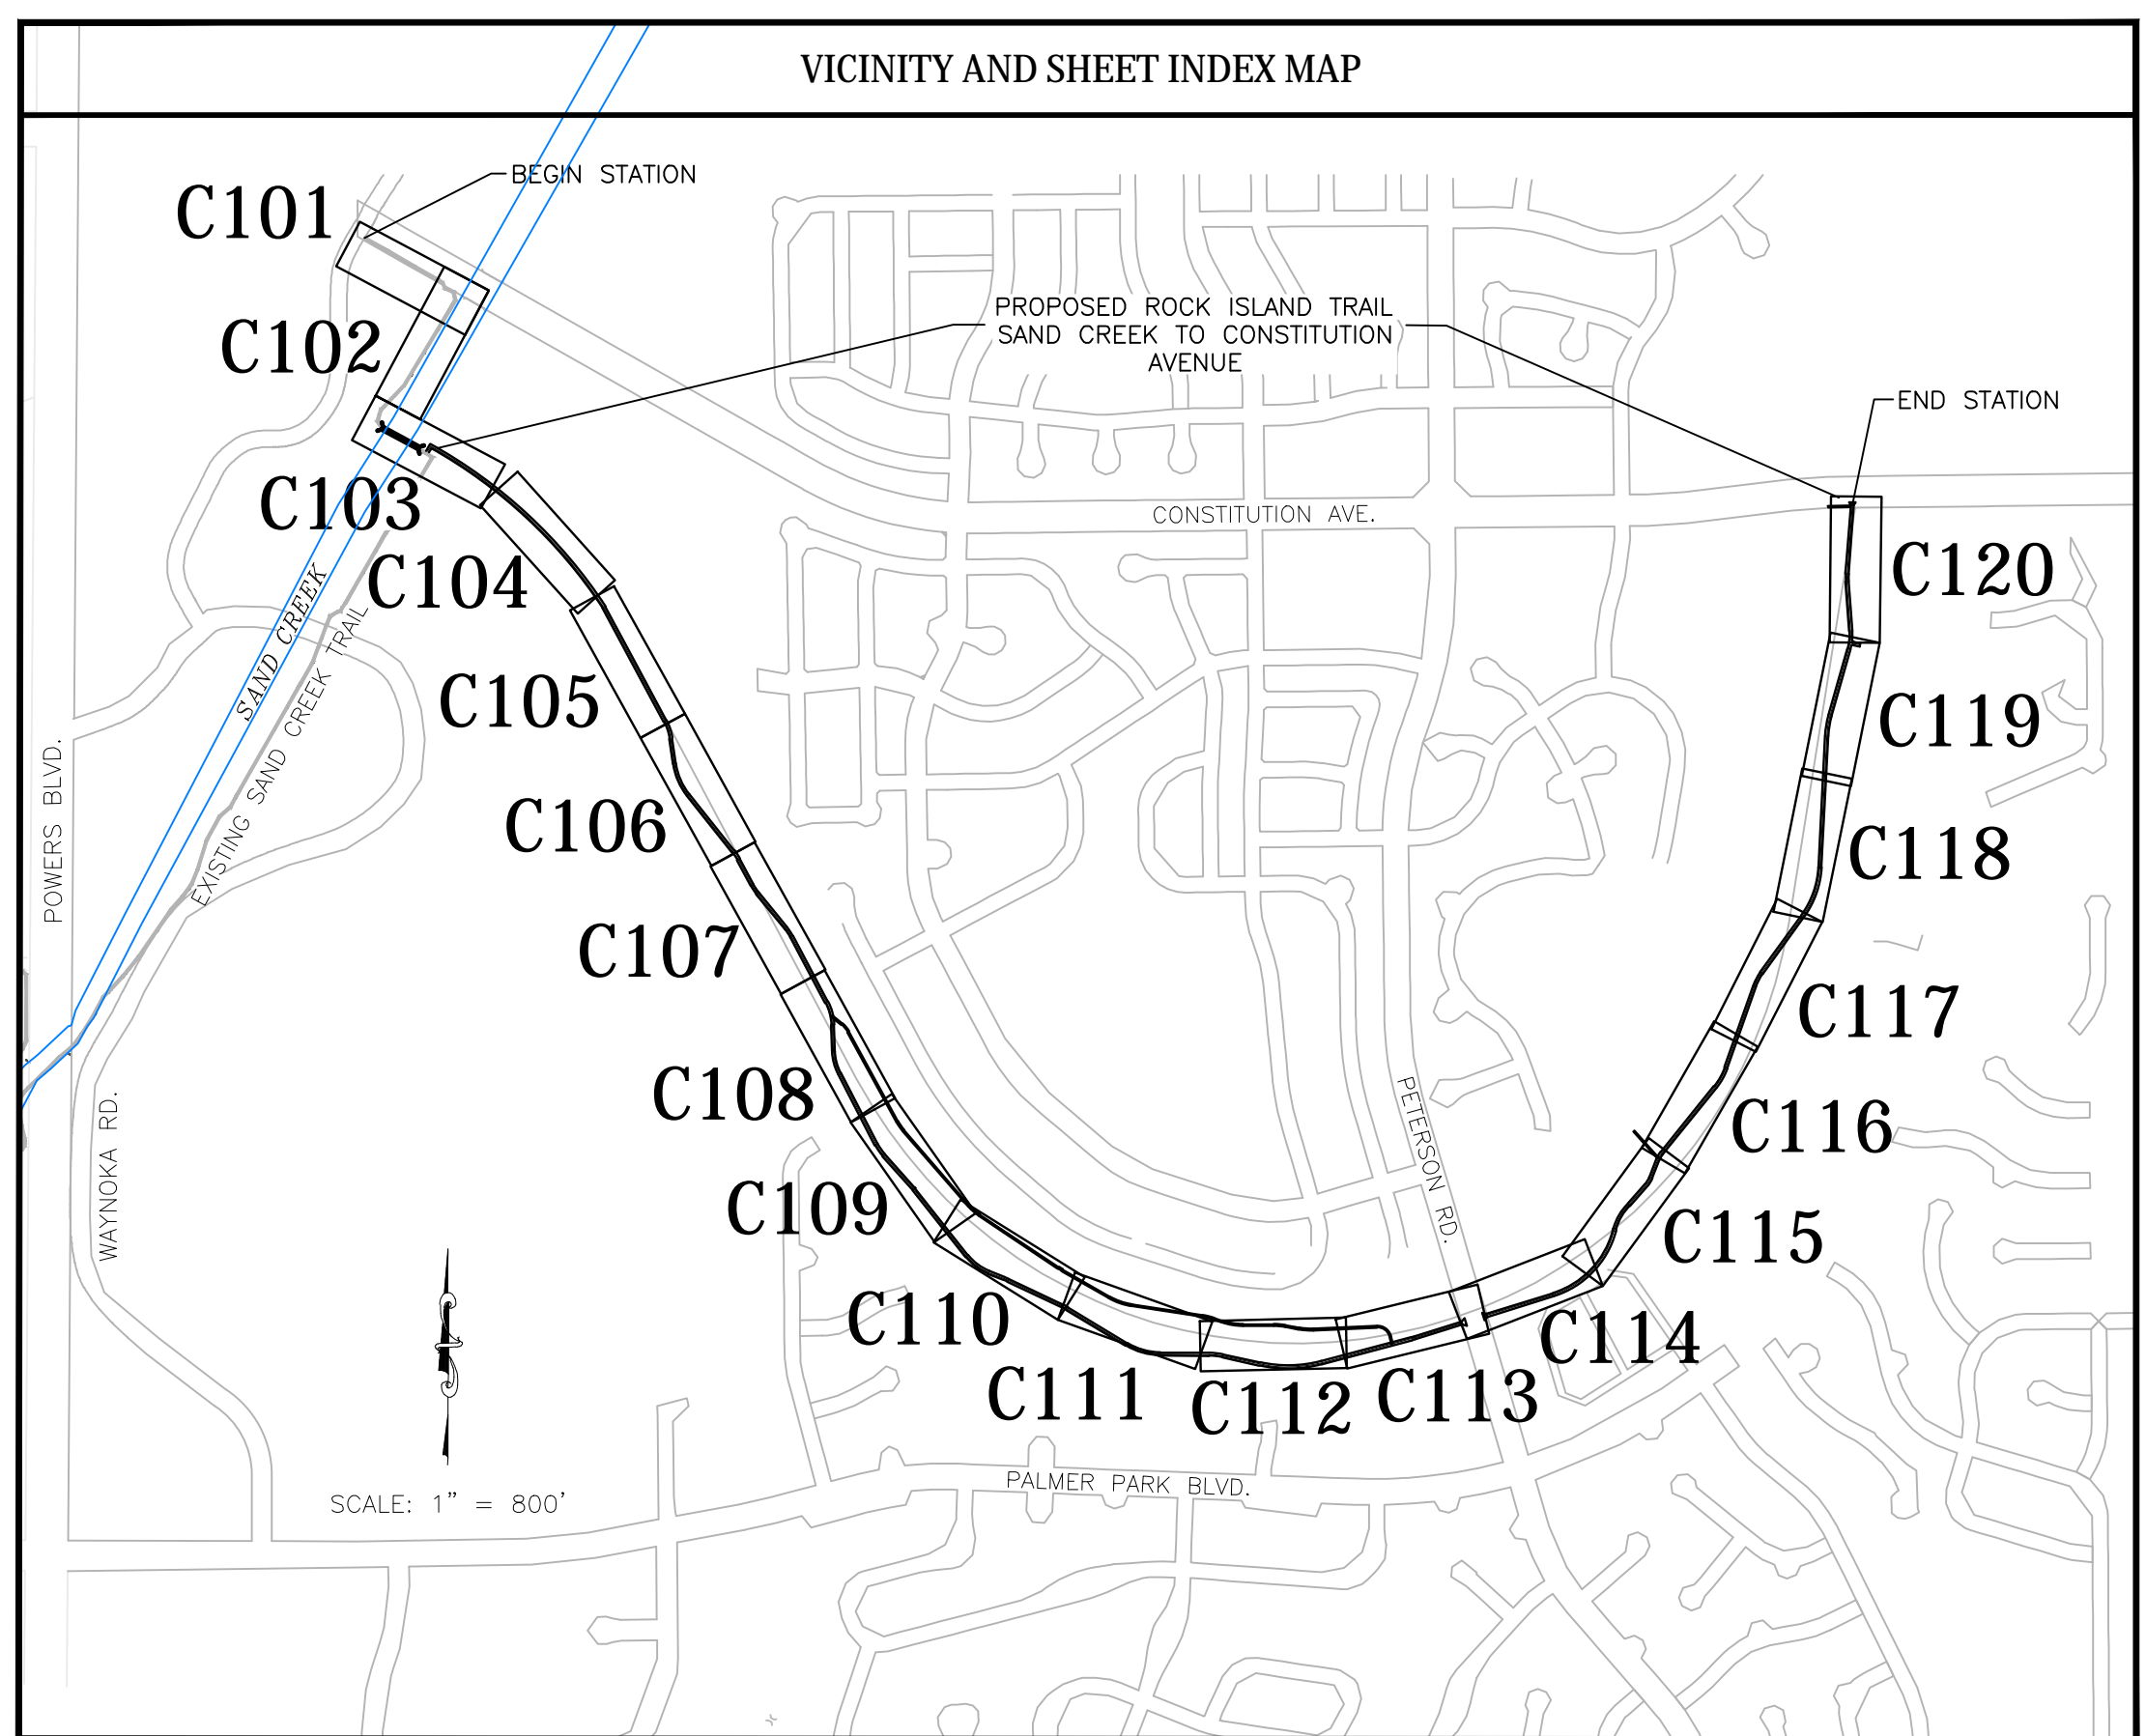 VICINITY AND SHEET INDEX MAP
BEGIN STATION
C101
C102
PROPOSED ROCK ISLAND TRAIL
SAND CREEK TO CONSTITUTION
AVENUE
END STATION
C103
CONSTITUTION AVE.
C104
C120
SAND CREEK
EXISTING SAND CREEK TRAIL
C105
C119
POWERS BLVD.
C106
C118
C107
C117
C108
PETERSON RD.
C116
WAYNOKA RD.
C109
C115
C110
C114
C111
C112
C113
PALMER PARK BLVD.
SCALE: 1" = 800'